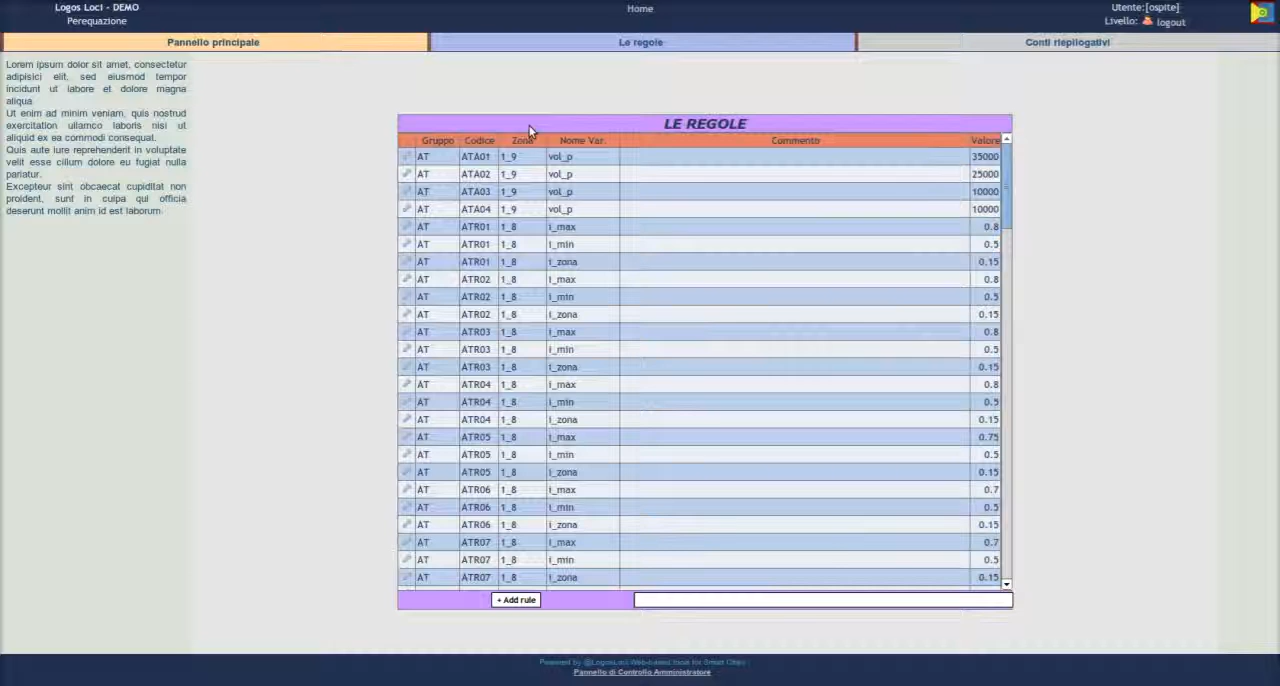 Logos Loci - DEMO
Perequazione
Home
Utente:[ospite]
Livello: logout
Pannello principale
Le regole
Conti riepilogativi
Lorem ipsum dolor sit amet, consectetur
adipisici elit, sed eiusmod tempor
incidunt ut labore et dolore magna
aliqua.
Ut enim ad minim veniam, quis nostrud
exercitation ullamco laboris nisi ut
aliquid ex ea commodi consequat.
Quis aute iure reprehenderit in voluptate
velit esse cillum dolore eu fugiat nulla
pariatur.
Excepteur sint obcaecat cupiditat non
proident, sunt in culpa qui officia
deserunt mollit anim id est laborum.
LE REGOLE
Gruppo Codice Zona Nome Var. Commento Valore
AT ATA01 1_9 vol_p 35000
AT ATA02 1_9 vol_p 25000
AT ATA03 1_9 vol_p 10000
AT ATA04 1_9 vol_p 10000
AT ATR01 1_8 i_max 0.8
AT ATR01 1_8 i_min 0.5
AT ATR01 1_8 i_zona 0.15
AT ATR02 1_8 i_max 0.8
AT ATR02 1_8 i_min 0.5
AT ATR02 1_8 i_zona 0.15
AT ATR03 1_8 i_max 0.8
AT ATR03 1_8 i_min 0.5
AT ATR03 1_8 i_zona 0.15
AT ATR04 1_8 i_max 0.8
AT ATR04 1_8 i_min 0.5
AT ATR04 1_8 i_zona 0.15
AT ATR05 1_8 i_max 0.75
AT ATR05 1_8 i_min 0.5
AT ATR05 1_8 i_zona 0.15
AT ATR06 1_8 i_max 0.7
AT ATR06 1_8 i_min 0.5
AT ATR06 1_8 i_zona 0.15
AT ATR07 1_8 i_max 0.7
AT ATR07 1_8 i_min 0.5
AT ATR07 1_8 i_zona 0.15
+ Add rule
Powered by @LogosLoci Web-based tools for Smart Cities
Pannello di Controllo Amministratore